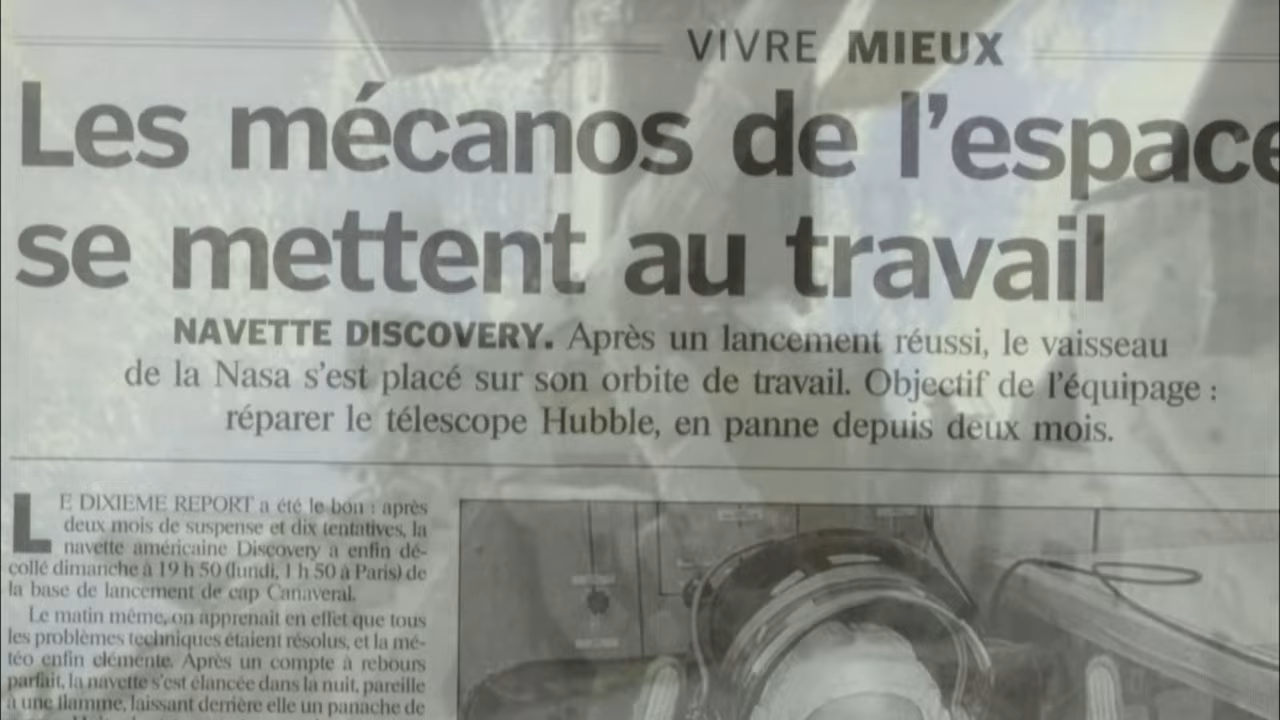 VIVRE MIEUX
Les mécanos de l'espace
se mettent au travail
NAVETTE DISCOVERY. Après un lancement réussi, le vaisseau
de la Nasa s'est placé sur son orbite de travail. Objectif de l'équipage :
réparer le télescope Hubble, en panne depuis deux mois.
LE DIXIEME REPORT a été le bon : après
deux mois de suspense et dix tentatives, la
navette américaine Discovery a enfin dé-
collé dimanche à 19 h 50 (lundi, 1 h 50 à Paris) de
la base de lancement de cap Canaveral.
Le matin même, on apprenait en effet que tous
les problèmes techniques étaient résolus, et la mé-
téo enfin clémente. Après un compte à rebours
parfait, la navette s'est élancée dans la nuit, pareille
à une flamme, laissant derrière elle un panache de